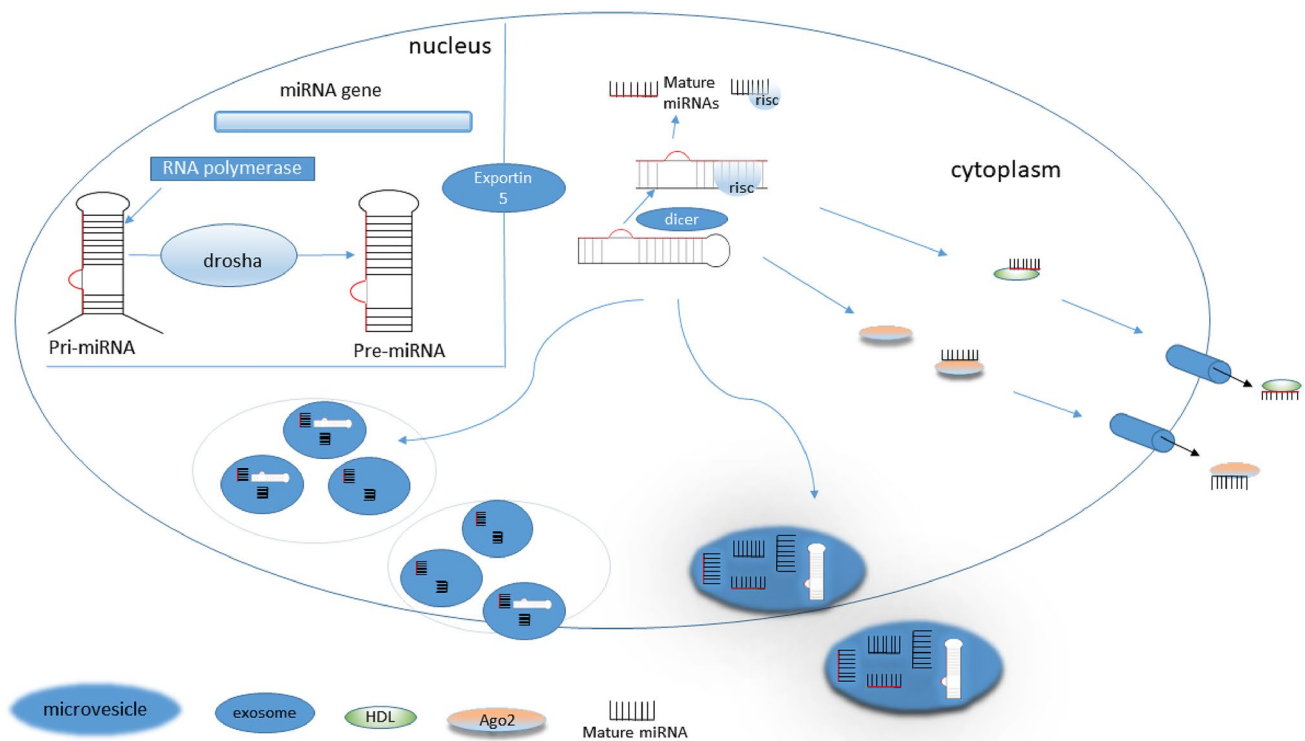 nucleus
miRNA gene
RNA polymerase
drosha
Pri-miRNA
Pre-miRNA
Exportin
5
Mature
miRNAs
risc
risc
dicer
cytoplasm
microvesicle
exosome
HDL
Ago2
Mature miRNA